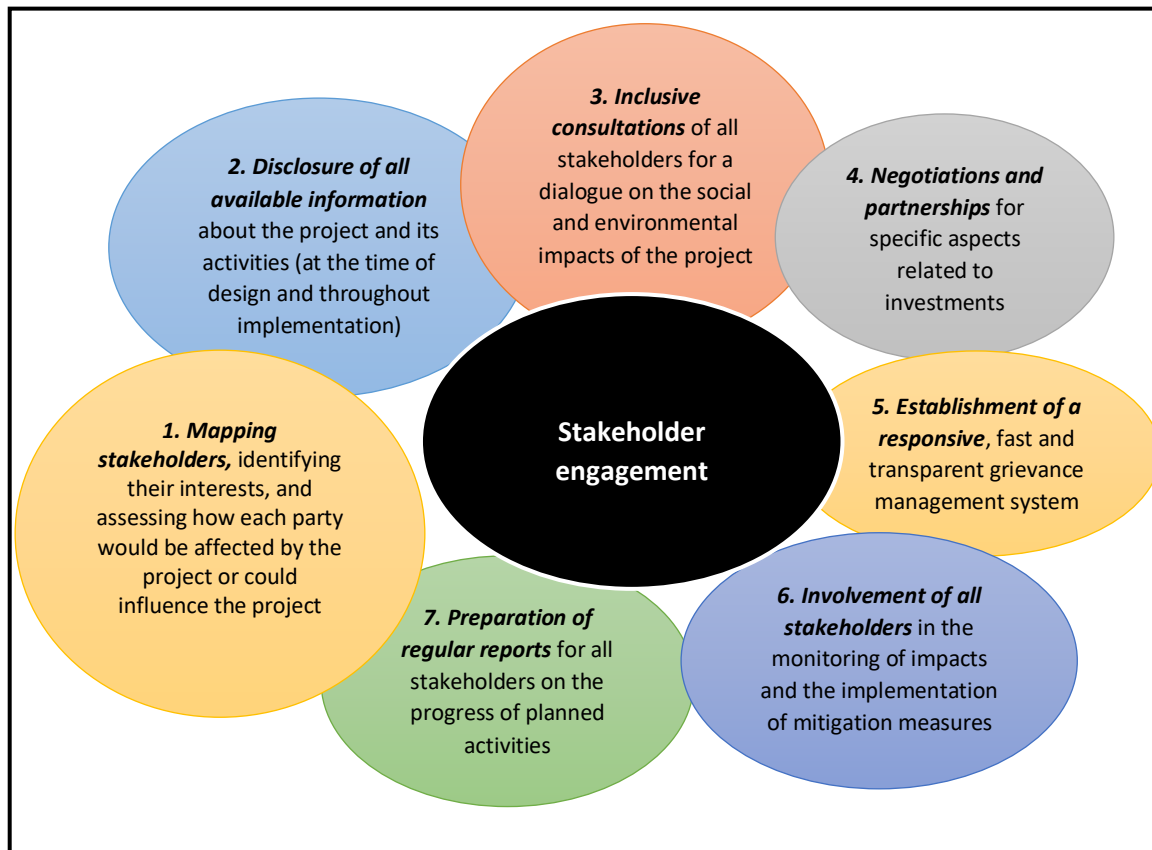 1. Mapping
stakeholders, identifying
their interests, and
assessing how each party
would be affected by the
project or could
influence the project
2. Disclosure of all
available information
about the project and its
activities (at the time of
design and throughout
implementation)
3. Inclusive
consultations of all
stakeholders for a
dialogue on the social
and environmental
impacts of the project
4. Negotiations and
partnerships for
specific aspects
related to
investments
5. Establishment of a
responsive, fast and
transparent grievance
management system
6. Involvement of all
stakeholders in the
monitoring of impacts
and the implementation
of mitigation measures
7. Preparation of
regular reports for all
stakeholders on the
progress of planned
activities
Stakeholder
engagement